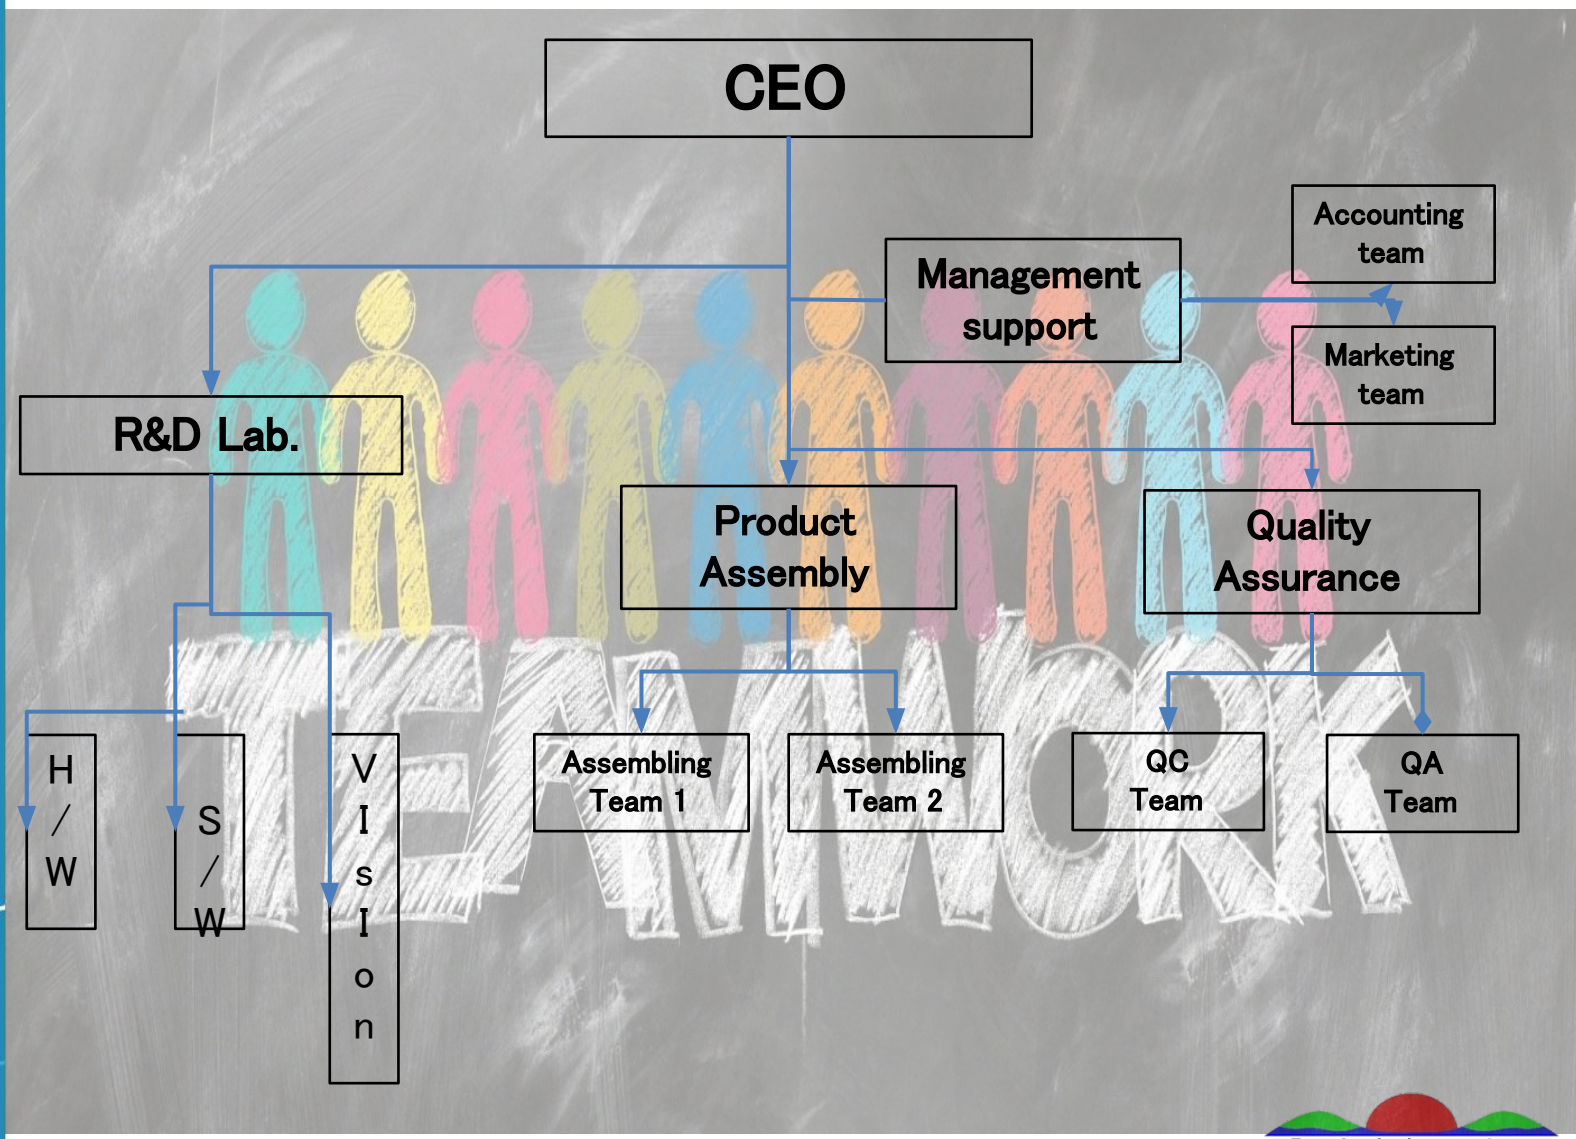 CEO
Accounting
team
Management
support
Marketing
team
R&D Lab.
Product
Assembly
Quality
Assurance
TEAMWORK
H
/
W
S
/
W
V
I
s
I
o
n
Assembling
Team 1
Assembling
Team 2
QC
Team
QA
Team